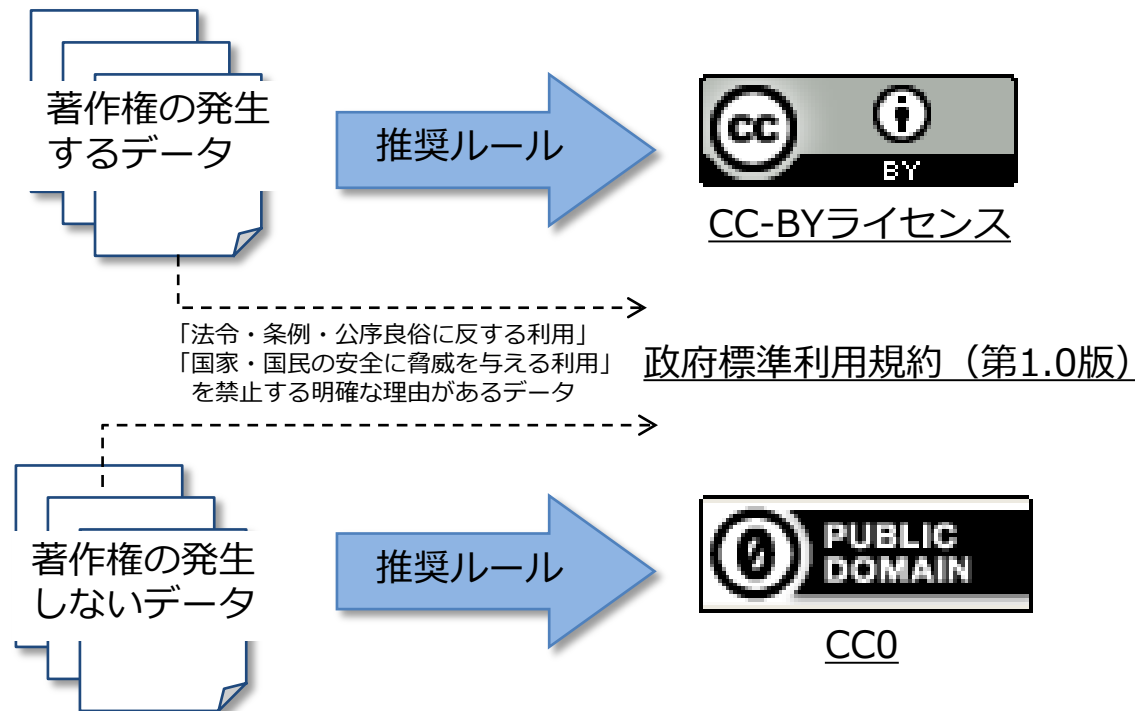 著作権の発生
するデータ
推奨ルール
cc
BY
CC-BYライセンス
「法令・条例・公序良俗に反する利用」
「国家・国民の安全に脅威を与える利用」
を禁止する明確な理由があるデータ
政府標準利用規約（第1.0版）
著作権の発生
しないデータ
推奨ルール
0
PUBLIC
DOMAIN
CC0